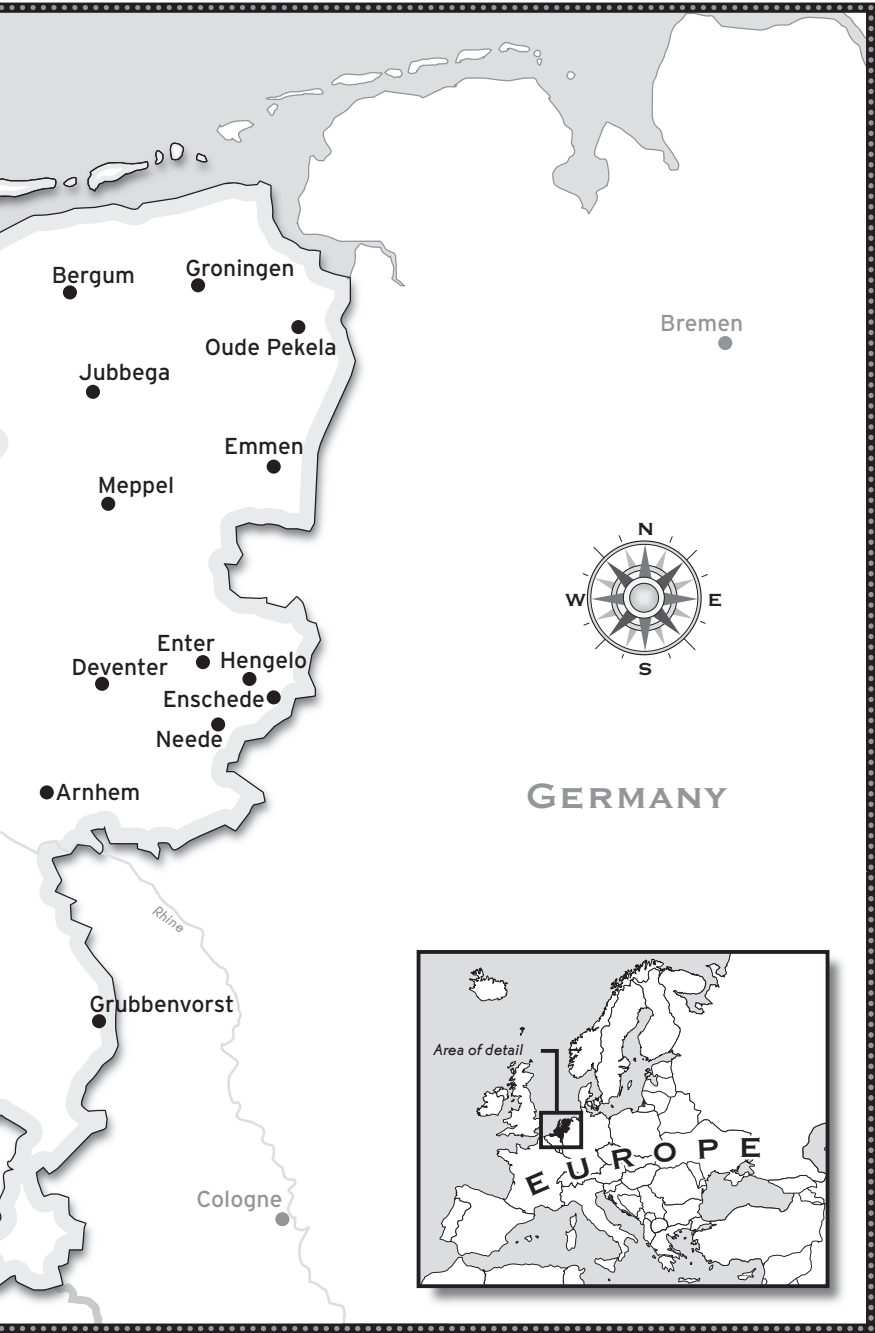 Bergum
Groningen
Oude Pekela
Bremen
Jubbega
Emmen
Meppel
N
W
E
S
Enter
Hengelo
Deventer
Enschede
Neede
Arnhem
GERMANY
Rhine
Grubbenvorst
Area of detail
EUROPE
Cologne